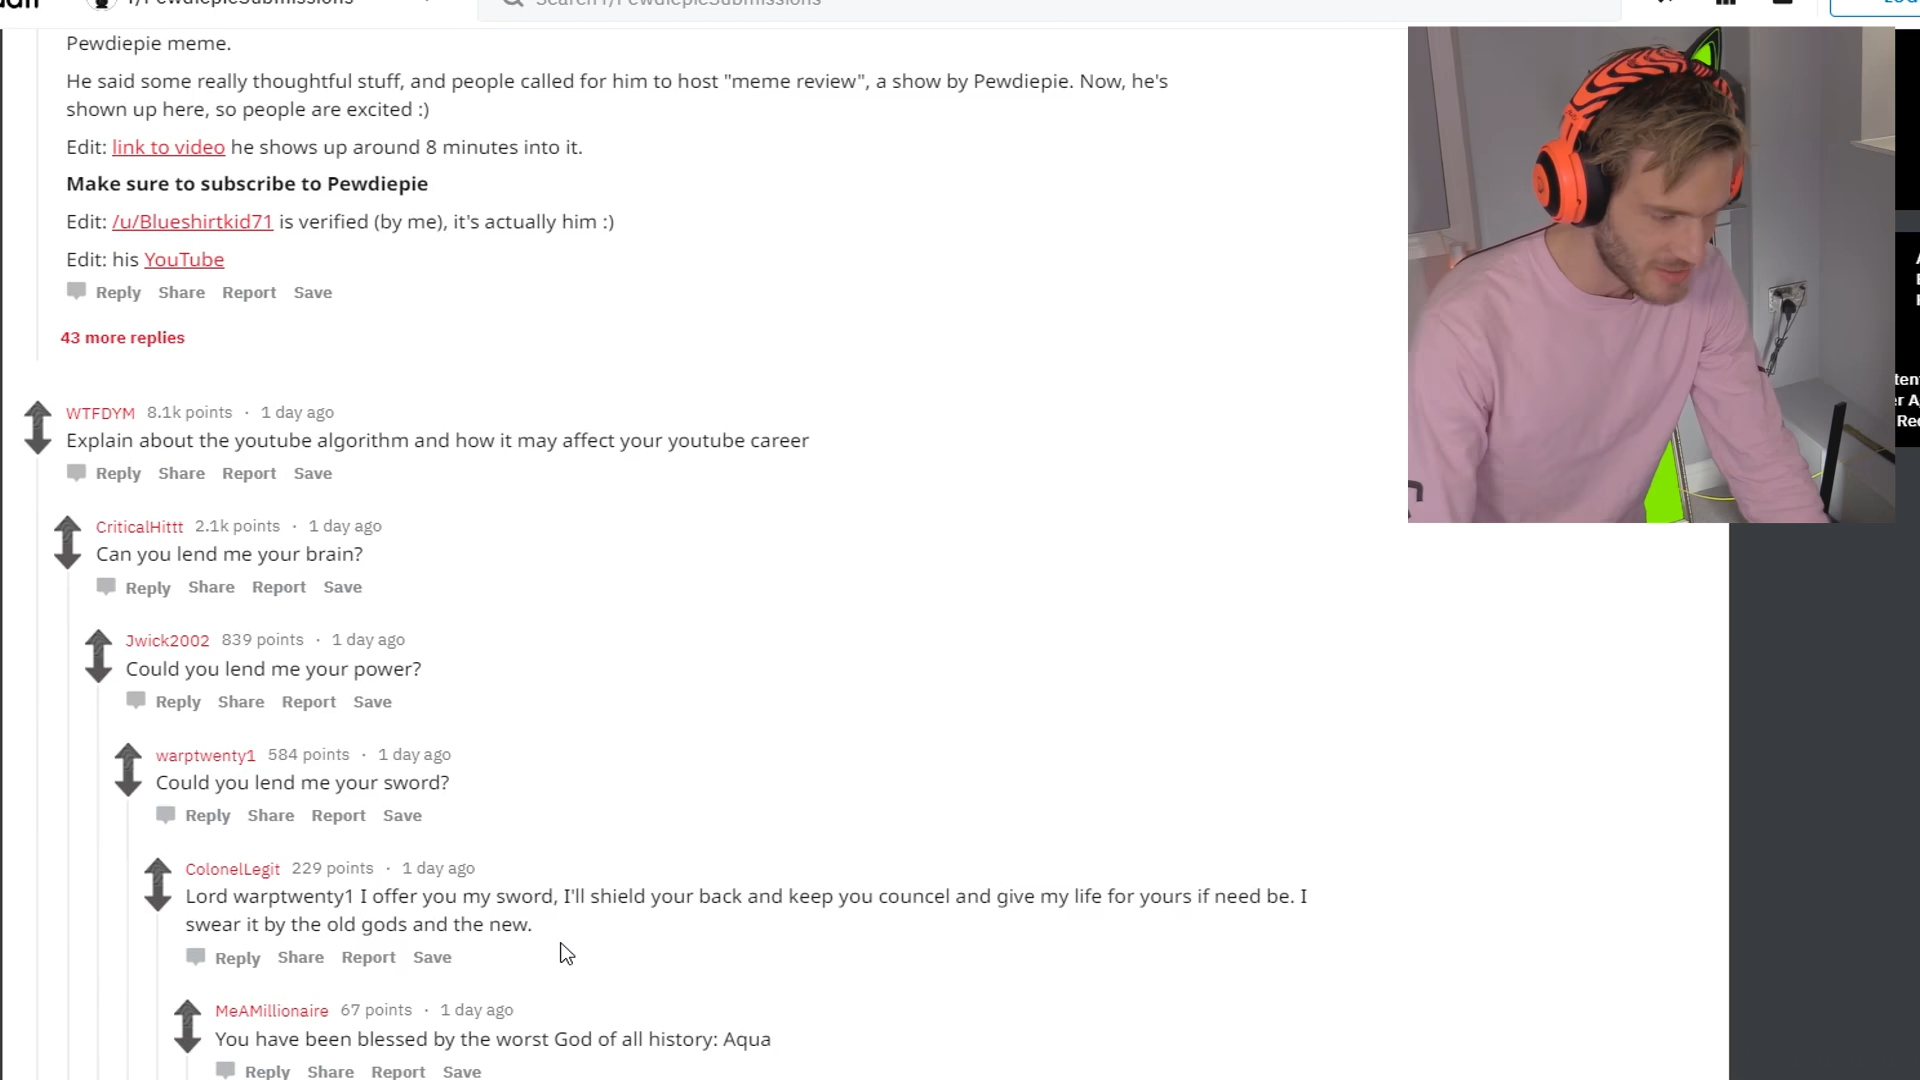 r/PewdiepieSubmissions
Search r/PewdiepieSubmissions
Pewdiepie meme.
He said some really thoughtful stuff, and people called for him to host "meme review", a show by Pewdiepie. Now, he's
shown up here, so people are excited :)
Edit: link to video he shows up around 8 minutes into it.
Make sure to subscribe to Pewdiepie
Edit: /u/Blueshirtkid71 is verified (by me), it's actually him :)
Edit: his YouTube
Reply Share Report Save
43 more replies
WTFDYM 8.1k points · 1 day ago
Explain about the youtube algorithm and how it may affect your youtube career
Reply Share Report Save
CriticalHittt 2.1k points · 1 day ago
Can you lend me your brain?
Reply Share Report Save
Jwick2002 839 points · 1 day ago
Could you lend me your power?
Reply Share Report Save
warptwenty1 584 points · 1 day ago
Could you lend me your sword?
Reply Share Report Save
ColonelLegit 229 points · 1 day ago
Lord warptwenty1 I offer you my sword, I'll shield your back and keep you councel and give my life for yours if need be. I
swear it by the old gods and the new.
Reply Share Report Save
MeAMillionaire 67 points · 1 day ago
You have been blessed by the worst God of all history: Aqua
Reply Share Report Save